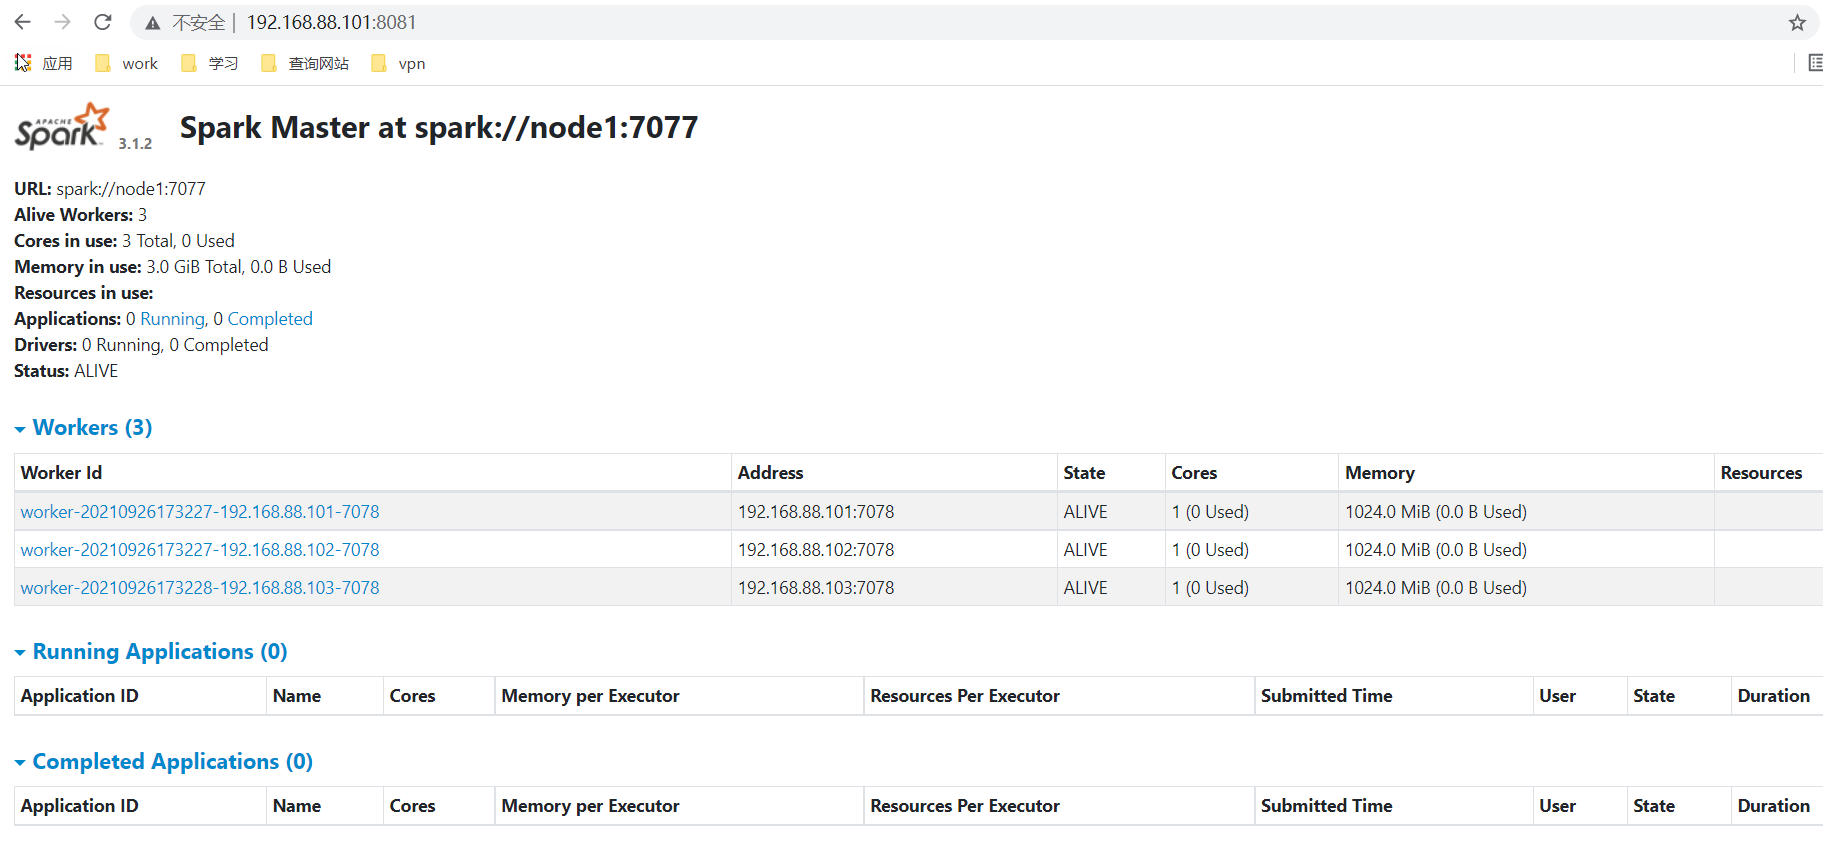 不安全 | 192.168.88.101:8081
应用 work 学习 查询网站 vpn
APACHE Spark 3.1.2 Spark Master at spark://node1:7077
URL: spark://node1:7077
Alive Workers: 3
Cores in use: 3 Total, 0 Used
Memory in use: 3.0 GiB Total, 0.0 B Used
Resources in use:
Applications: 0 Running, 0 Completed
Drivers: 0 Running, 0 Completed
Status: ALIVE
Workers (3)
Worker Id Address State Cores Memory Resources
worker-20210926173227-192.168.88.101-7078 192.168.88.101:7078 ALIVE 1 (0 Used) 1024.0 MiB (0.0 B Used)
worker-20210926173227-192.168.88.102-7078 192.168.88.102:7078 ALIVE 1 (0 Used) 1024.0 MiB (0.0 B Used)
worker-20210926173228-192.168.88.103-7078 192.168.88.103:7078 ALIVE 1 (0 Used) 1024.0 MiB (0.0 B Used)
Running Applications (0)
Application ID Name Cores Memory per Executor Resources Per Executor Submitted Time User State Duration
Completed Applications (0)
Application ID Name Cores Memory per Executor Resources Per Executor Submitted Time User State Duration